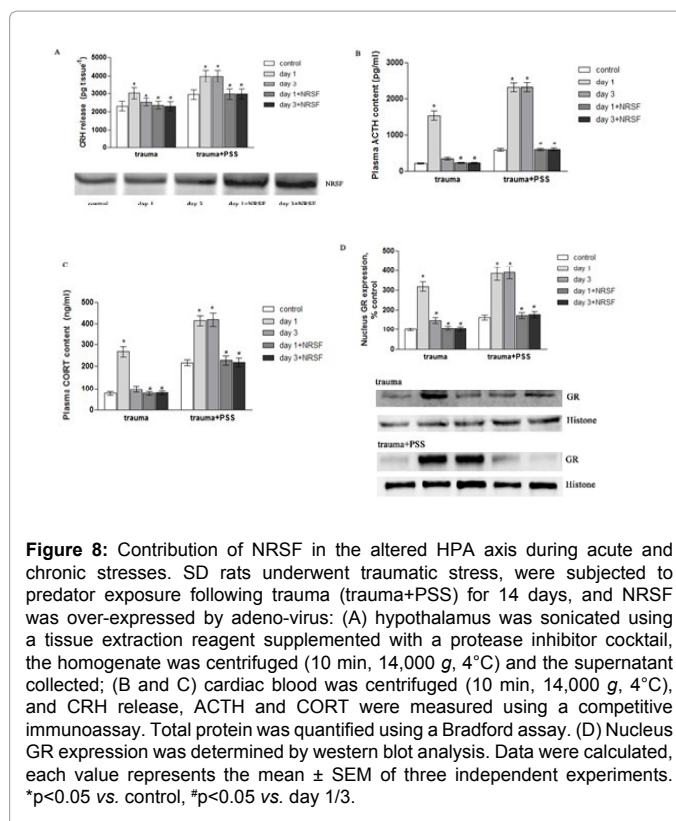 A
CRH release (pg tissue-1)
5000
4000
3000
2000
1000
0
control
day 1
day 3
day 1+NRSF
day 3+NRSF
trauma
trauma+PSS
NRSF
control
day 1
day 3
day 1+NRSF
day 3+NRSF
B
Plasma ACTH content (pg/ml)
3000
2000
1000
0
control
day 1
day 3
day 1+NRSF
day 3+NRSF
trauma
trauma+PSS
C
Plasma CORT content (ng/ml)
500
400
300
200
100
0
control
day 1
day 3
day 1+NRSF
day 3+NRSF
trauma
trauma+PSS
D
Nucleus GR expression,
% control
500
400
300
200
100
0
control
day 1
day 3
day 1+NRSF
day 3+NRSF
trauma
trauma+PSS
trauma
GR
Histone
trauma+PSS
GR
Histone
Figure 8: Contribution of NRSF in the altered HPA axis during acute and
chronic stresses. SD rats underwent traumatic stress, were subjected to
predator exposure following trauma (trauma+PSS) for 14 days, and NRSF
was over-expressed by adeno-virus: (A) hypothalamus was sonicated using
a tissue extraction reagent supplemented with a protease inhibitor cocktail,
the homogenate was centrifuged (10 min, 14,000 g, 4°C) and the supernatant
collected; (B and C) cardiac blood was centrifuged (10 min, 14,000 g, 4°C),
and CRH release, ACTH and CORT were measured using a competitive
immunoassay. Total protein was quantified using a Bradford assay. (D) Nucleus
GR expression was determined by western blot analysis. Data were calculated,
each value represents the mean ± SEM of three independent experiments.
*p<0.05 vs. control, #p<0.05 vs. day 1/3.